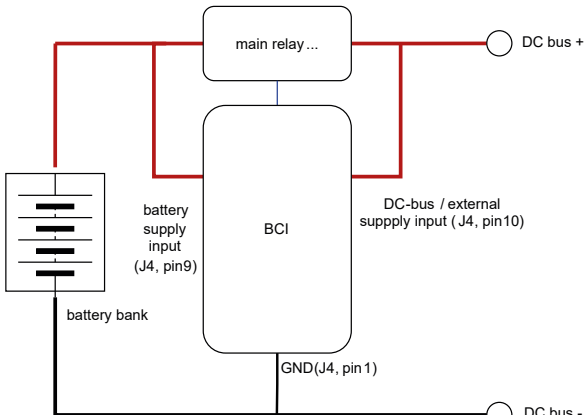 main relay...
DC bus +
battery
supply
input
(J4, pin9)
BCI
DC-bus / external
suppply input (J4, pin10)
battery bank
GND(J4, pin1)
DC bus -